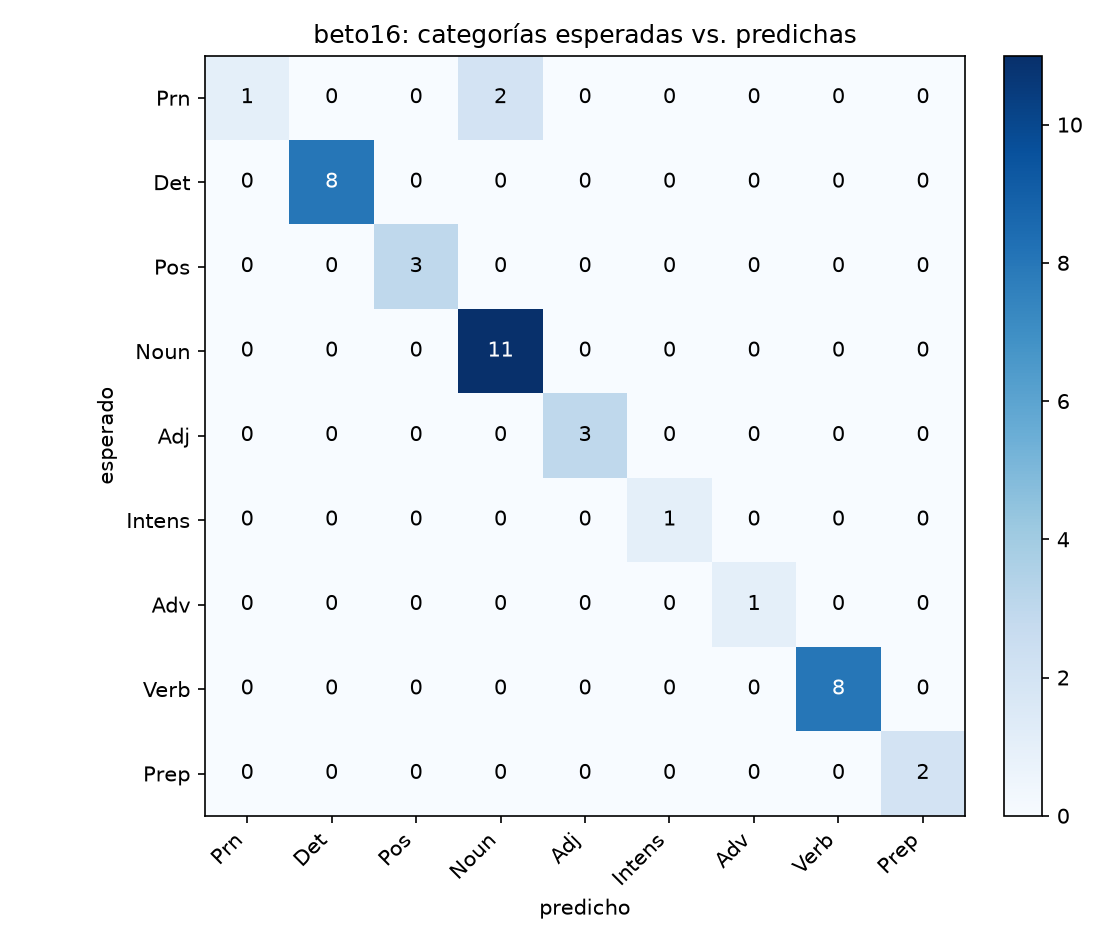 beto16: categorías esperadas vs. predichas
Prn 1 0 0 2 0 0 0 0 0
Det 0 8 0 0 0 0 0 0 0
Pos 0 0 3 0 0 0 0 0 0
Noun 0 0 0 11 0 0 0 0 0
Adj 0 0 0 0 3 0 0 0 0
Intens 0 0 0 0 0 1 0 0 0
Adv 0 0 0 0 0 0 1 0 0
Verb 0 0 0 0 0 0 0 8 0
Prep 0 0 0 0 0 0 0 0 2
esperado
Prn Det Pos Noun Adj Intens Adv Verb Prep
predicho
10
8
6
4
2
0